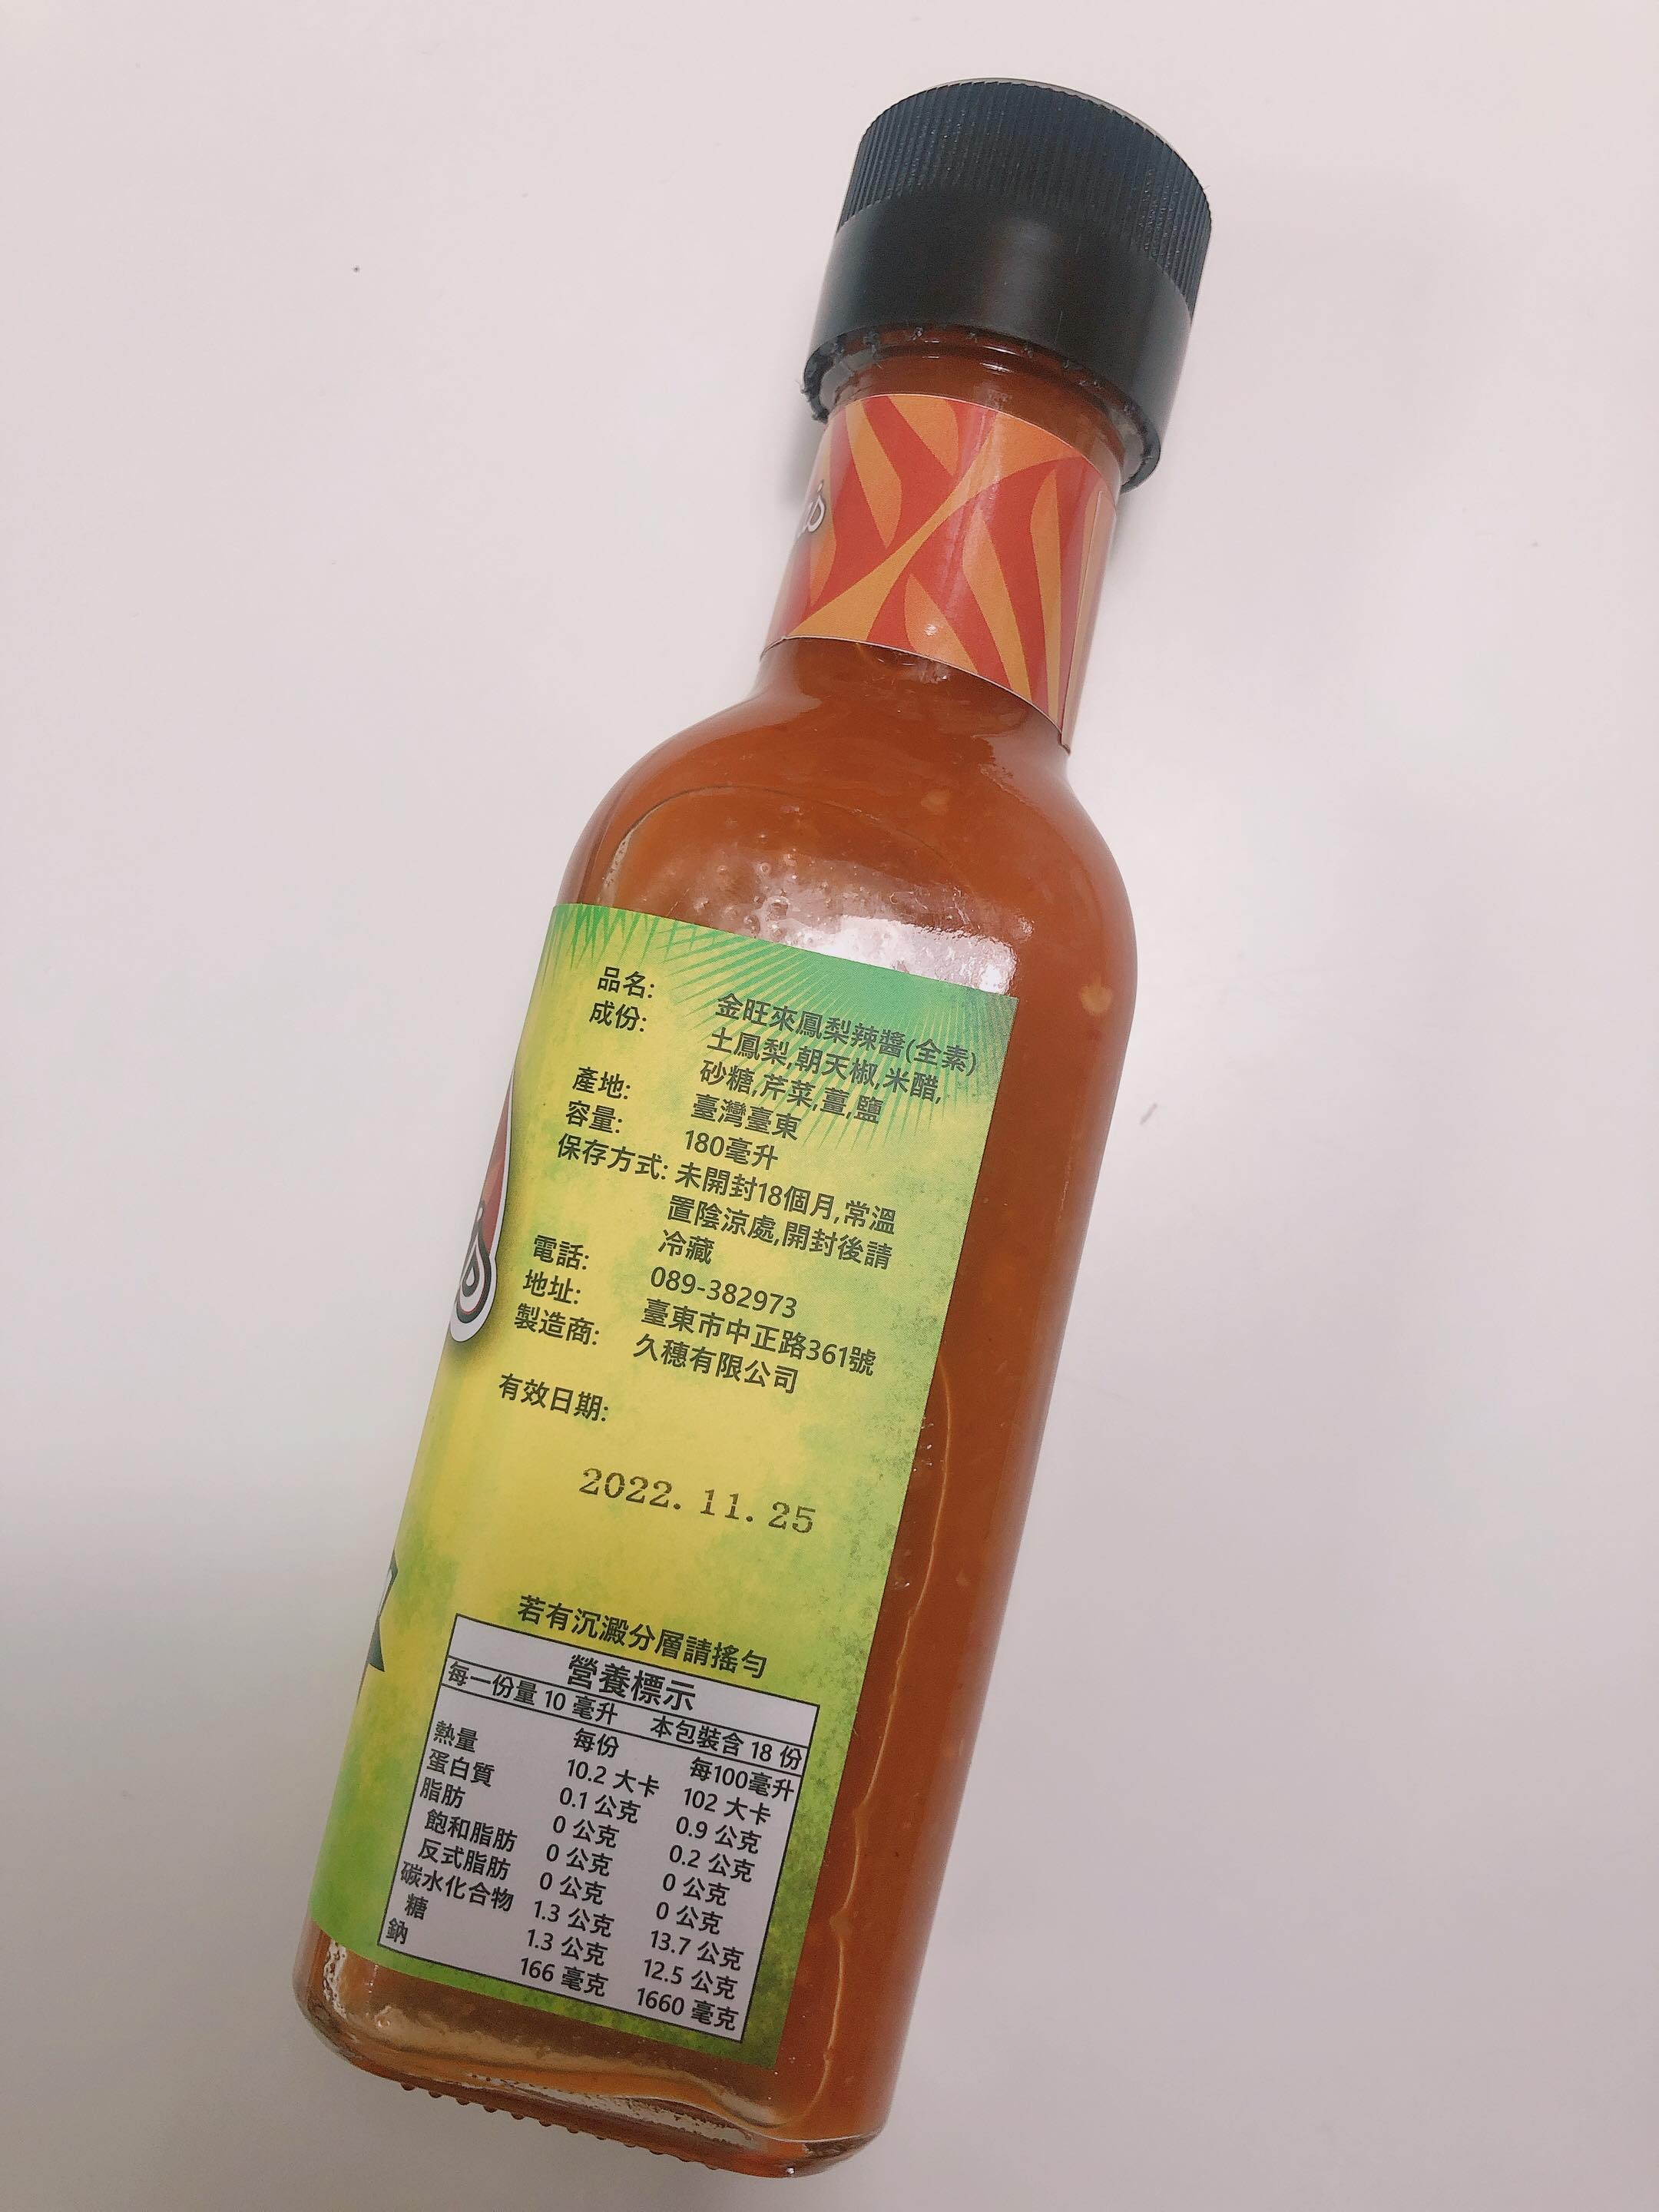 品名: 金旺來鳳梨辣醬(全素)
成份: 土鳳梨,朝天椒,米醋,
砂糖,芹菜,薑,鹽
產地: 臺灣臺東
容量: 180毫升
保存方式: 未開封18個月,常溫
置陰涼處,開封後請
冷藏
電話: 089-382973
地址: 臺東市中正路361號
製造商: 久穗有限公司
有效日期:
2022.11.25
若有沉澱分層請搖勻
營養標示
每一份量 10 毫升 本包裝含 18 份
每份 每100毫升
熱量 10.2 大卡 102 大卡
蛋白質 0.1 公克 0.9 公克
脂肪 0 公克 0.2 公克
飽和脂肪 0 公克 0 公克
反式脂肪 0 公克 0 公克
碳水化合物 1.3 公克 13.7 公克
糖 1.3 公克 12.5 公克
鈉 166 毫克 1660 毫克